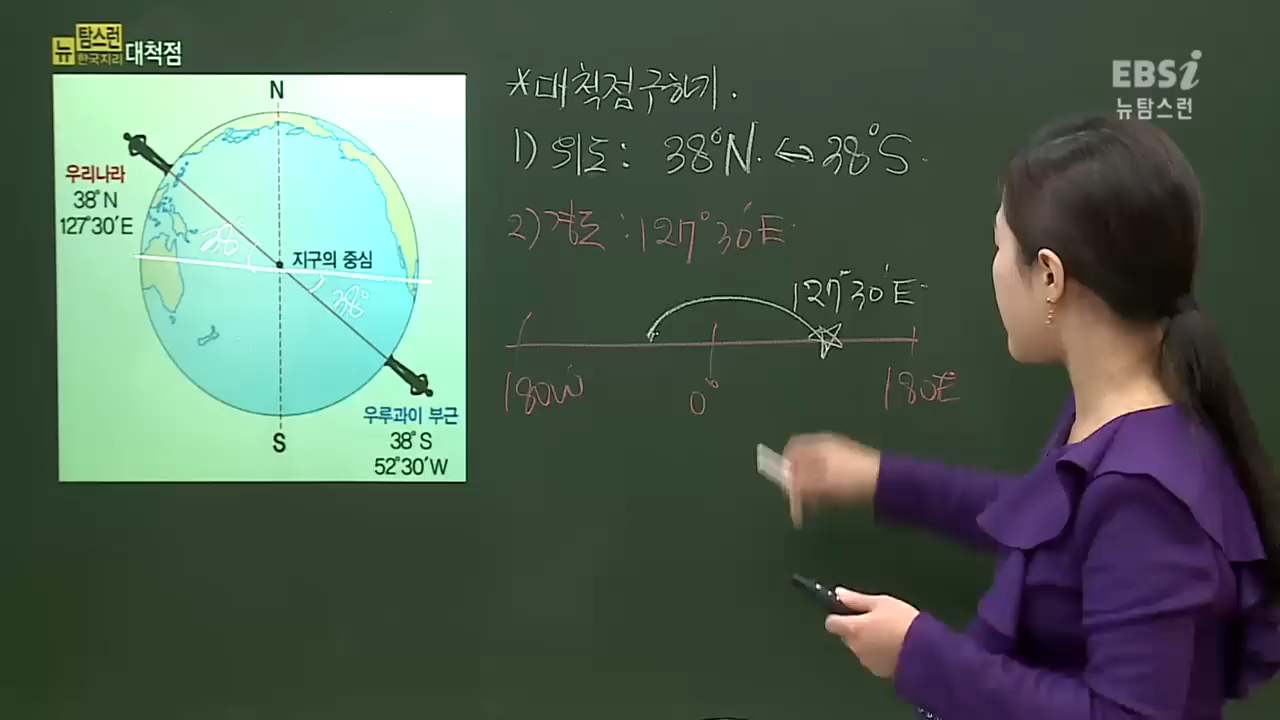 뉴 탐스런 한국지리 대척점
N
우리나라
38°N
127°30′E
38°
지구의 중심
38°
우루과이 부근
38°S
52°30′W
S
*대척점 구하기.
1) 위도: 38°N. ↔ 38°S.
2) 경도: 127°30′E.
127°30′E.
180W 0° 180E
EBSi
뉴탐스런